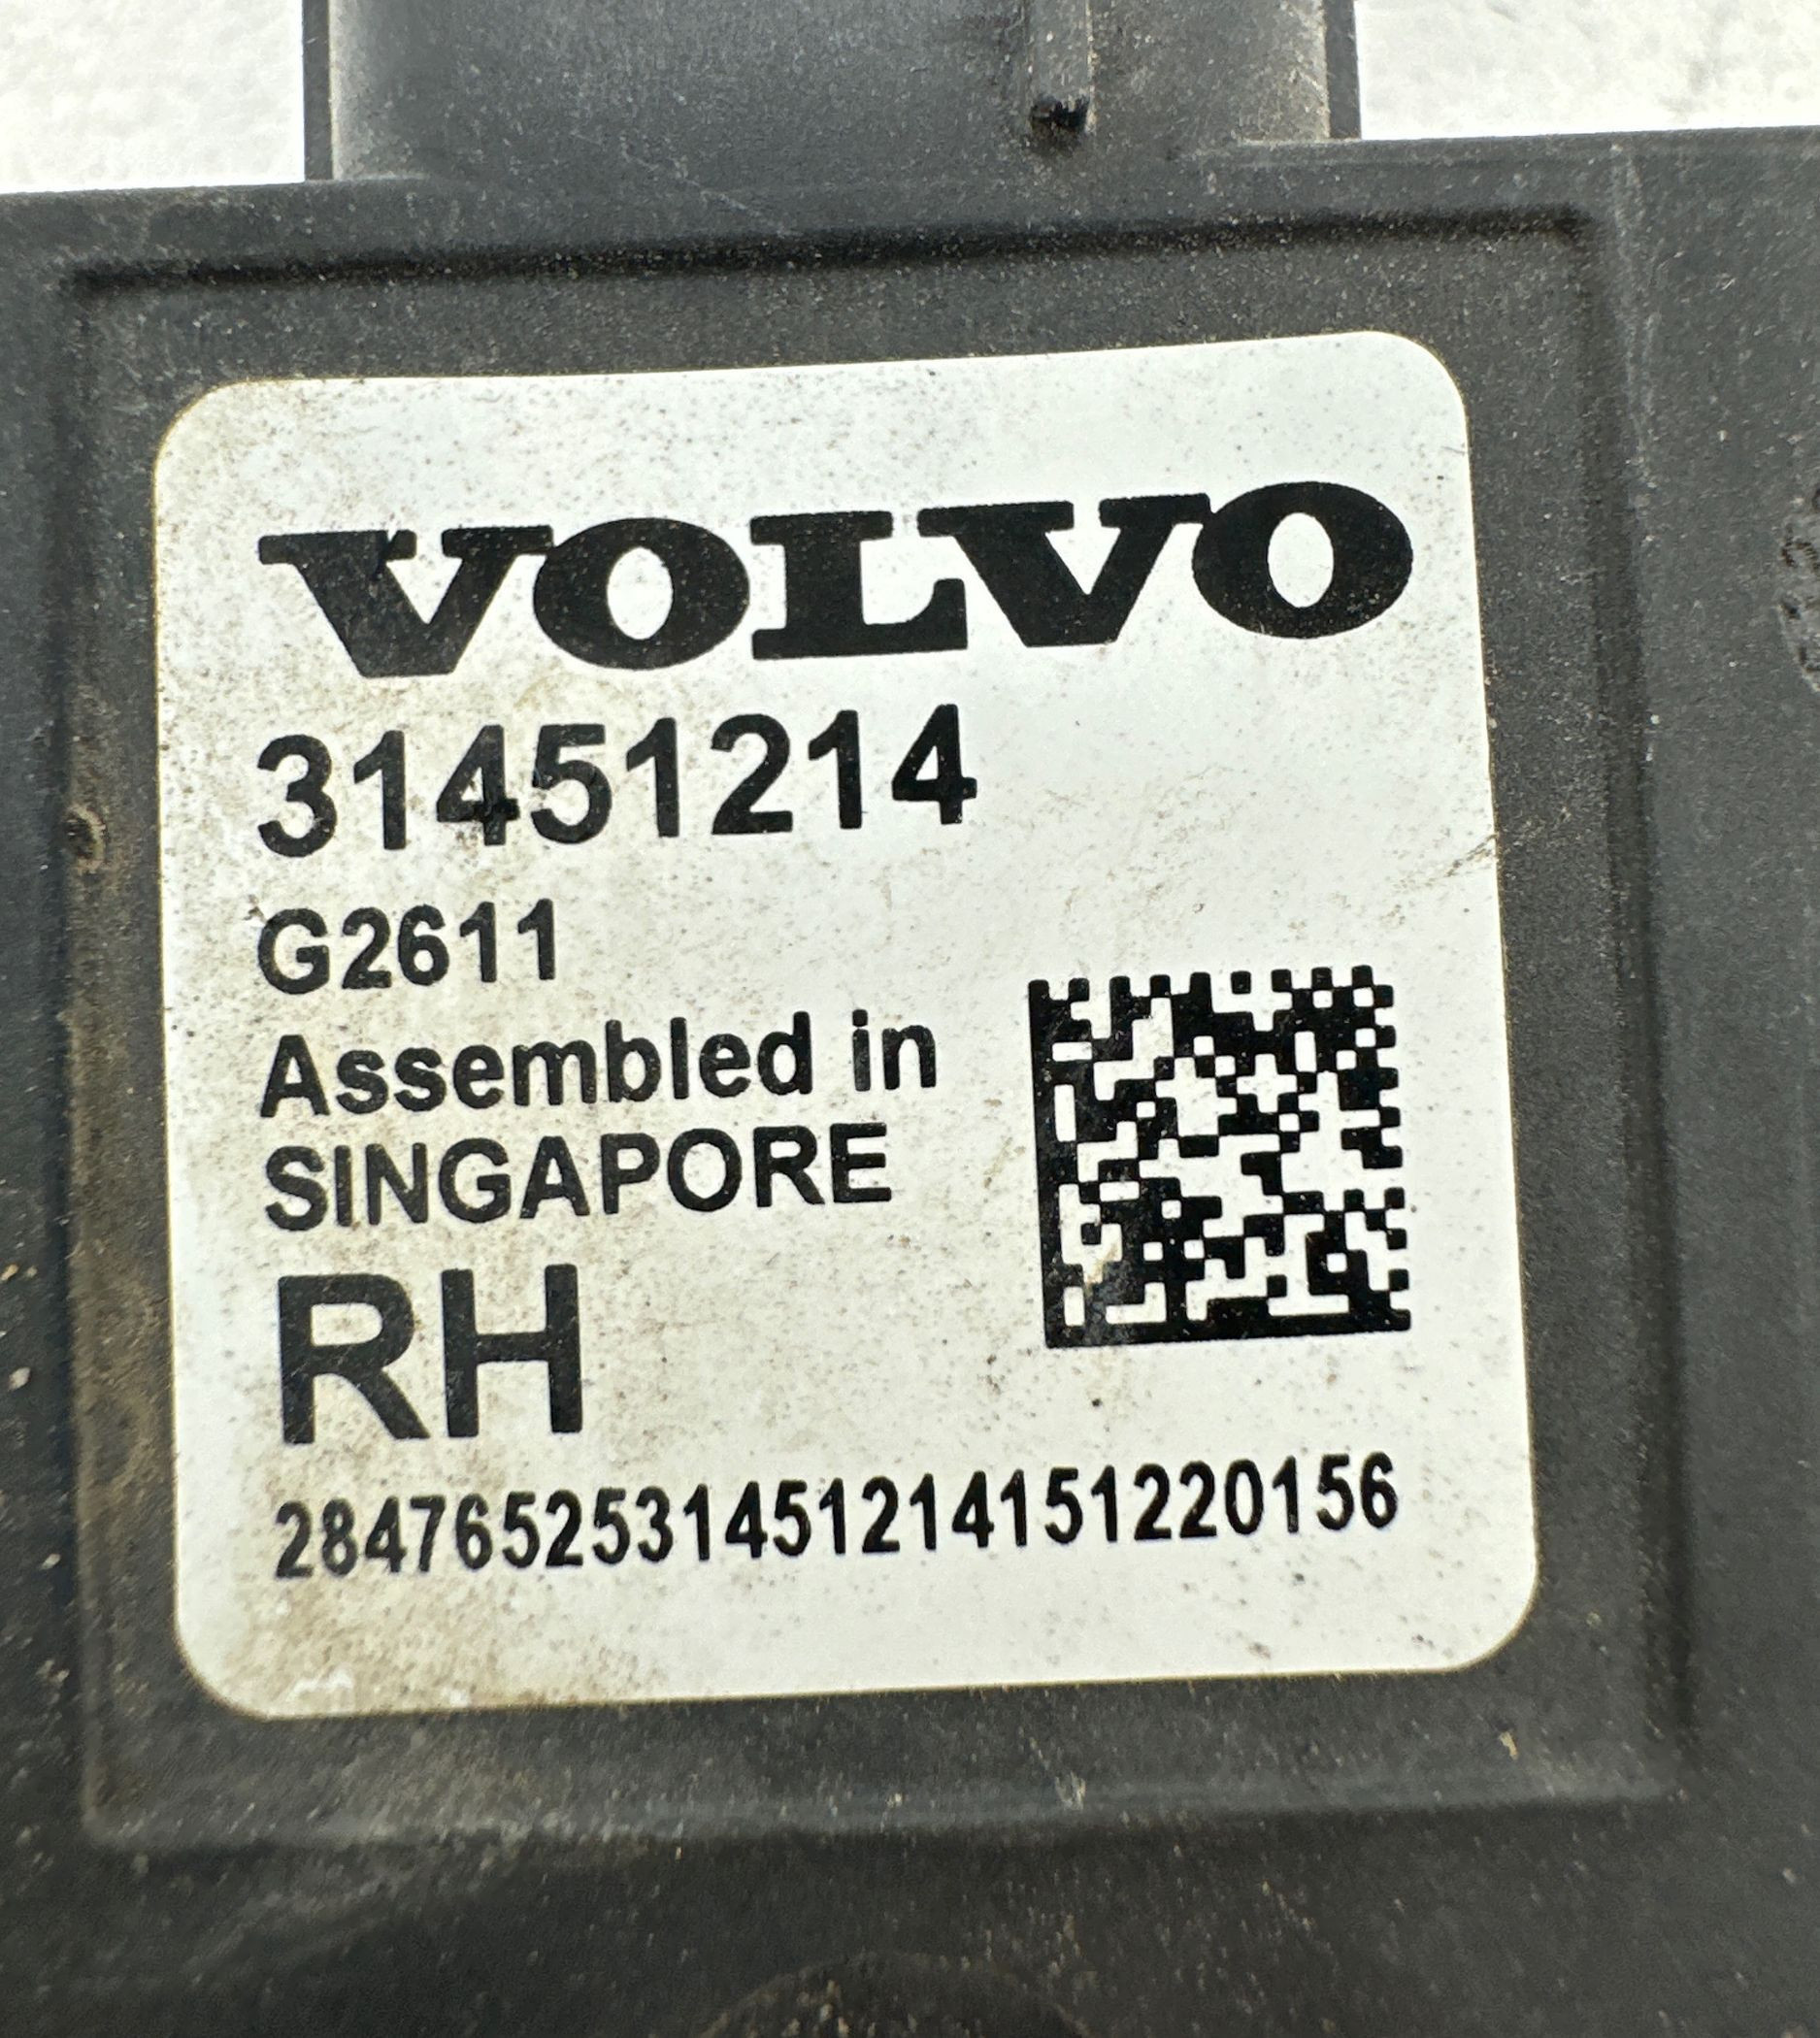 VOLVO
31451214
G2611
Assembled in
SINGAPORE
RH
2847652531451214151220156